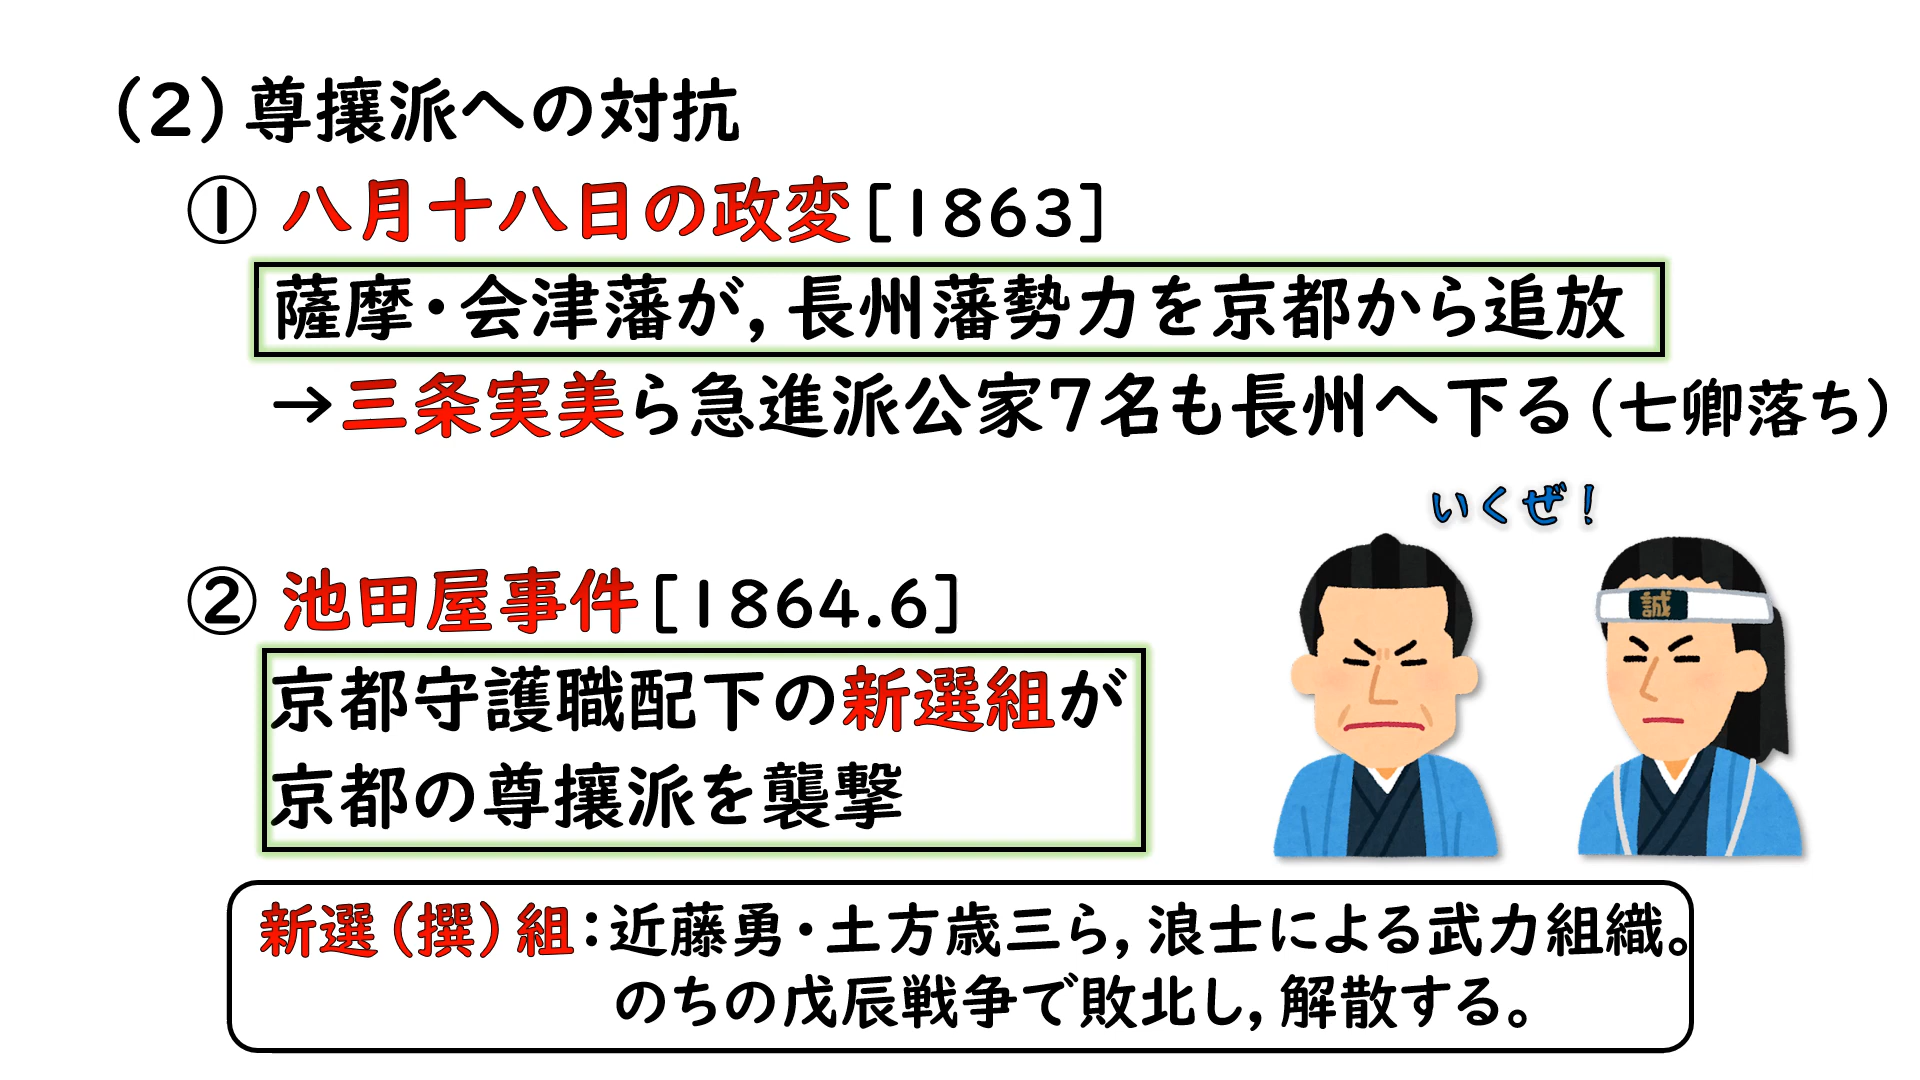 (2)尊攘派への対抗
① 八月十八日の政変[1863]
薩摩・会津藩が,長州藩勢力を京都から追放
→三条実美ら急進派公家7名も長州へ下る(七卿落ち)
いくぜ!
② 池田屋事件[1864.6]
誠
京都守護職配下の新選組が
京都の尊攘派を襲撃
新選(撰)組:近藤勇・土方歳三ら,浪士による武力組織。
のちの戊辰戦争で敗北し,解散する。